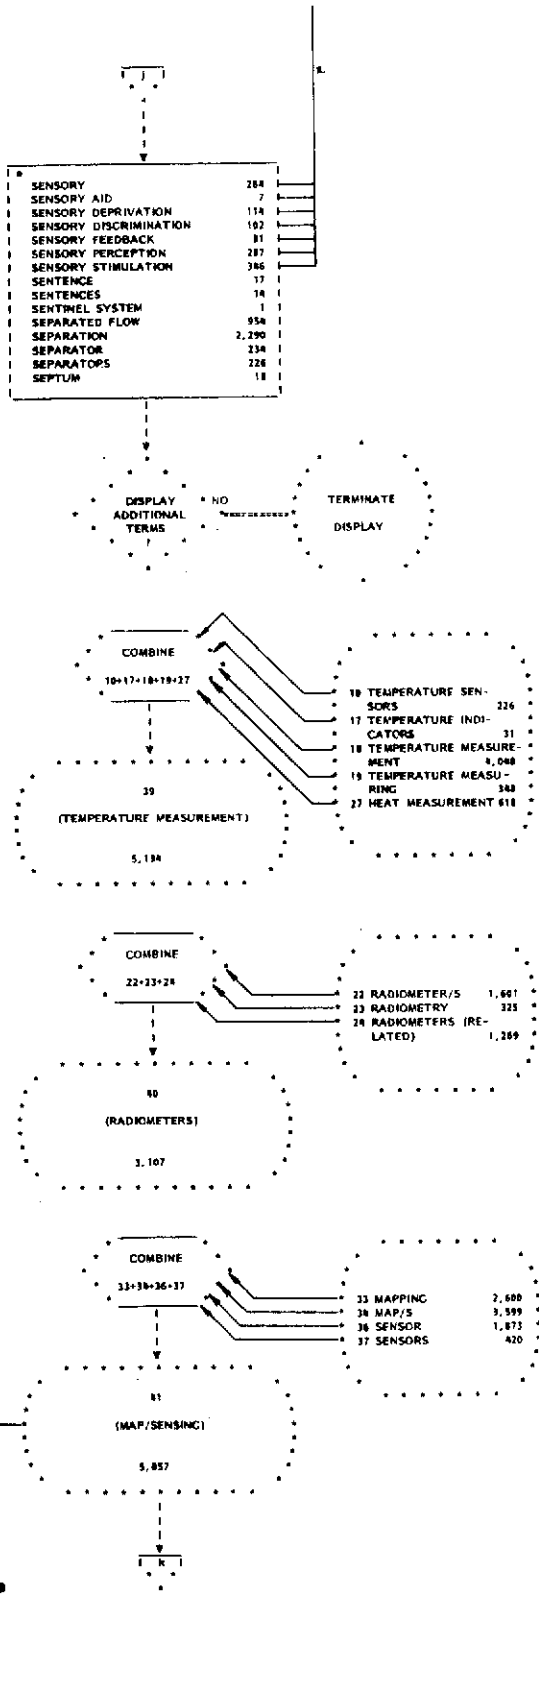 j
SENSORY 284
SENSORY AID 7
SENSORY DEPRIVATION 114
SENSORY DISCRIMINATION 102
SENSORY FEEDBACK 81
SENSORY PERCEPTION 287
SENSORY STIMULATION 346
SENTENCE 17
SENTENCES 14
SENTINEL SYSTEM 1
SEPARATED FLOW 954
SEPARATION 2,290
SEPARATOR 234
SEPARATORS 226
SEPTUM 18
DISPLAY
ADDITIONAL
TERMS
NO
TERMINATE
DISPLAY
COMBINE
10+17+18+19+27
TEMPERATURE SEN-
SORS 226
17 TEMPERATURE INDI-
CATORS 31
18 TEMPERATURE MEASURE-
MENT 4,040
19 TEMPERATURE MEASU-
RING 348
27 HEAT MEASUREMENT 618
39
(TEMPERATURE MEASUREMENT)
5,194
COMBINE
22+23+24
22 RADIOMETER/S 1,661
23 RADIOMETRY 325
24 RADIOMETERS (RE-
LATED) 1,269
40
(RADIOMETERS)
3,107
COMBINE
33+34+36+37
33 MAPPING 2,600
34 MAP/S 3,599
36 SENSOR 1,873
37 SENSORS 420
41
(MAP/SENSING)
5,857
k